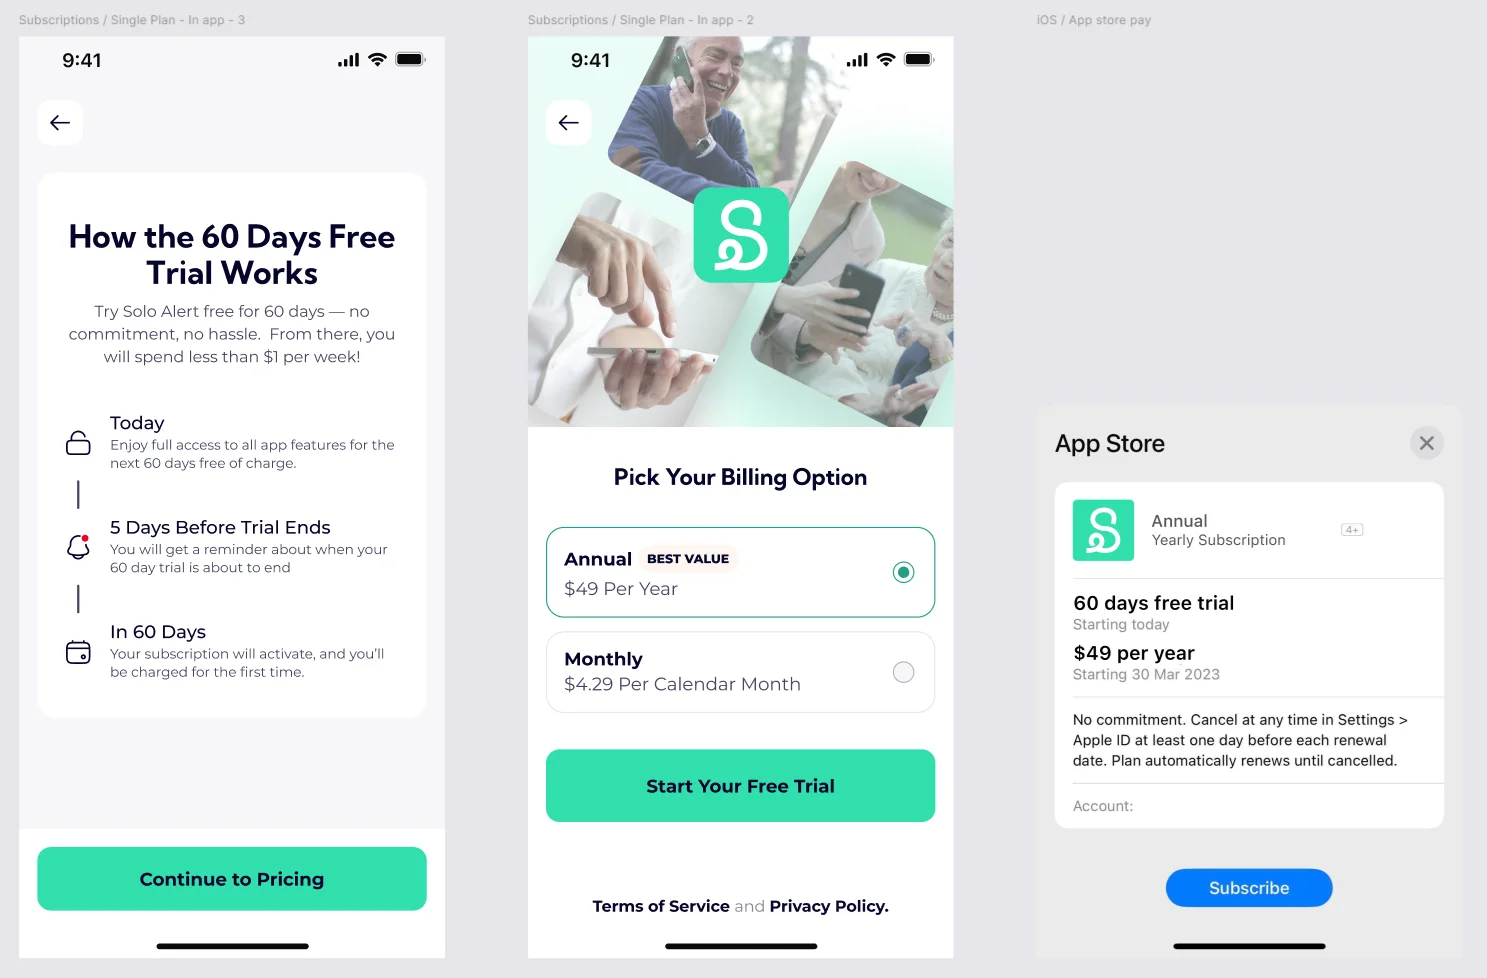 Subscriptions / Single Plan - In app - 3
9:41
How the 60 Days Free
Trial Works
Try Solo Alert free for 60 days — no
commitment, no hassle.  From there, you
will spend less than $1 per week!
Today
Enjoy full access to all app features for the
next 60 days free of charge.
5 Days Before Trial Ends
You will get a reminder about when your
60 day trial is about to end
In 60 Days
Your subscription will activate, and you’ll
be charged for the first time.
Continue to Pricing
Subscriptions / Single Plan - In app - 2
9:41
Pick Your Billing Option
Annual BEST VALUE
$49 Per Year
Monthly
$4.29 Per Calendar Month
Start Your Free Trial
Terms of Service and Privacy Policy.
iOS / App store pay
App Store
Annual
Yearly Subscription
4+
60 days free trial
Starting today
$49 per year
Starting 30 Mar 2023
No commitment. Cancel at any time in Settings >
Apple ID at least one day before each renewal
date. Plan automatically renews until cancelled.
Account:
Subscribe